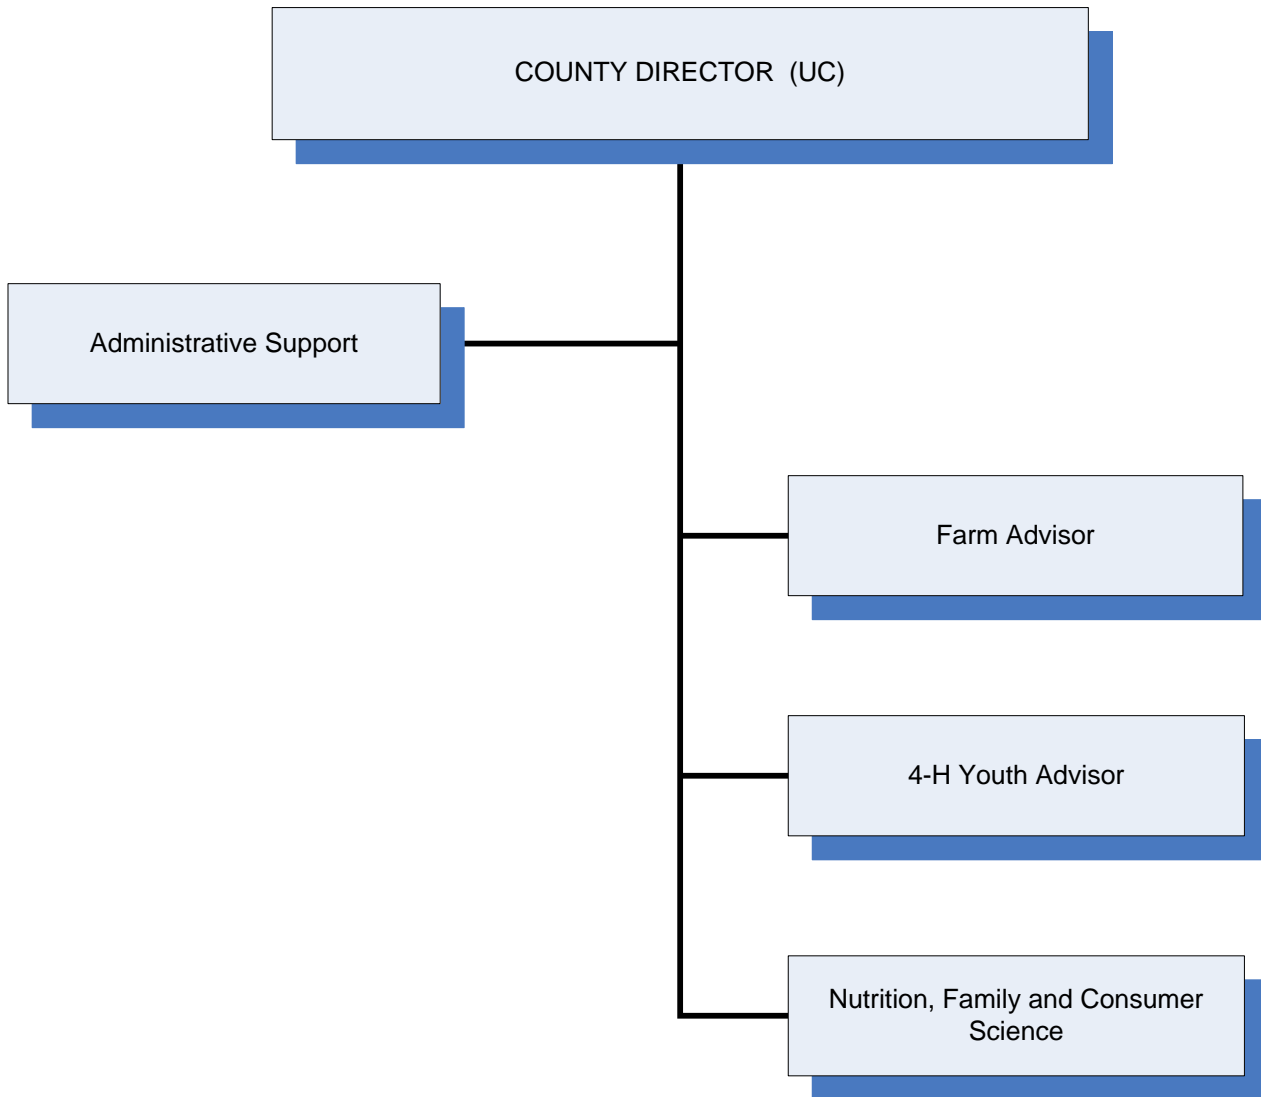 COUNTY DIRECTOR  (UC)
Administrative Support
Farm Advisor
4-H Youth Advisor
Nutrition, Family and Consumer
Science